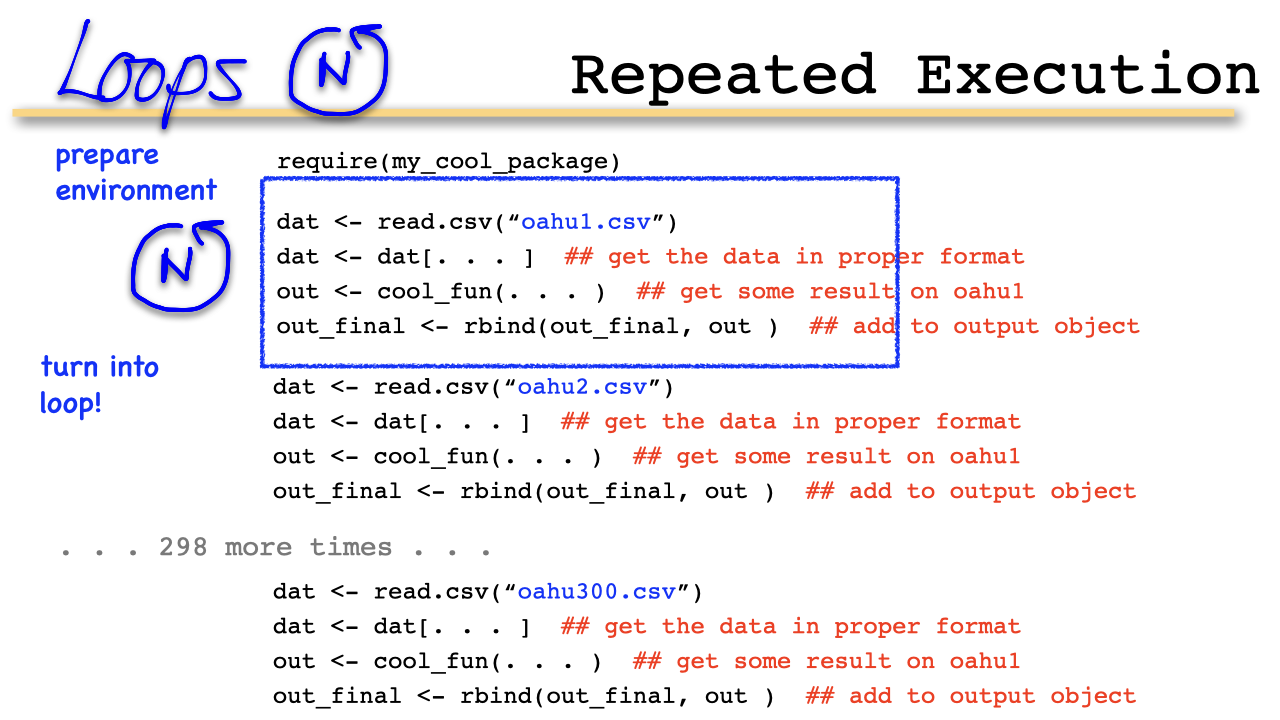 Loops N Repeated Execution
prepare
environment
require(my_cool_package)
N
dat <- read.csv(“oahu1.csv”)
dat <- dat[. . . ] ## get the data in proper format
out <- cool_fun(. . . ) ## get some result on oahu1
out_final <- rbind(out_final, out ) ## add to output object
turn into
loop!
dat <- read.csv(“oahu2.csv”)
dat <- dat[. . . ] ## get the data in proper format
out <- cool_fun(. . . ) ## get some result on oahu1
out_final <- rbind(out_final, out ) ## add to output object
. . . 298 more times . . .
dat <- read.csv(“oahu300.csv”)
dat <- dat[. . . ] ## get the data in proper format
out <- cool_fun(. . . ) ## get some result on oahu1
out_final <- rbind(out_final, out ) ## add to output object